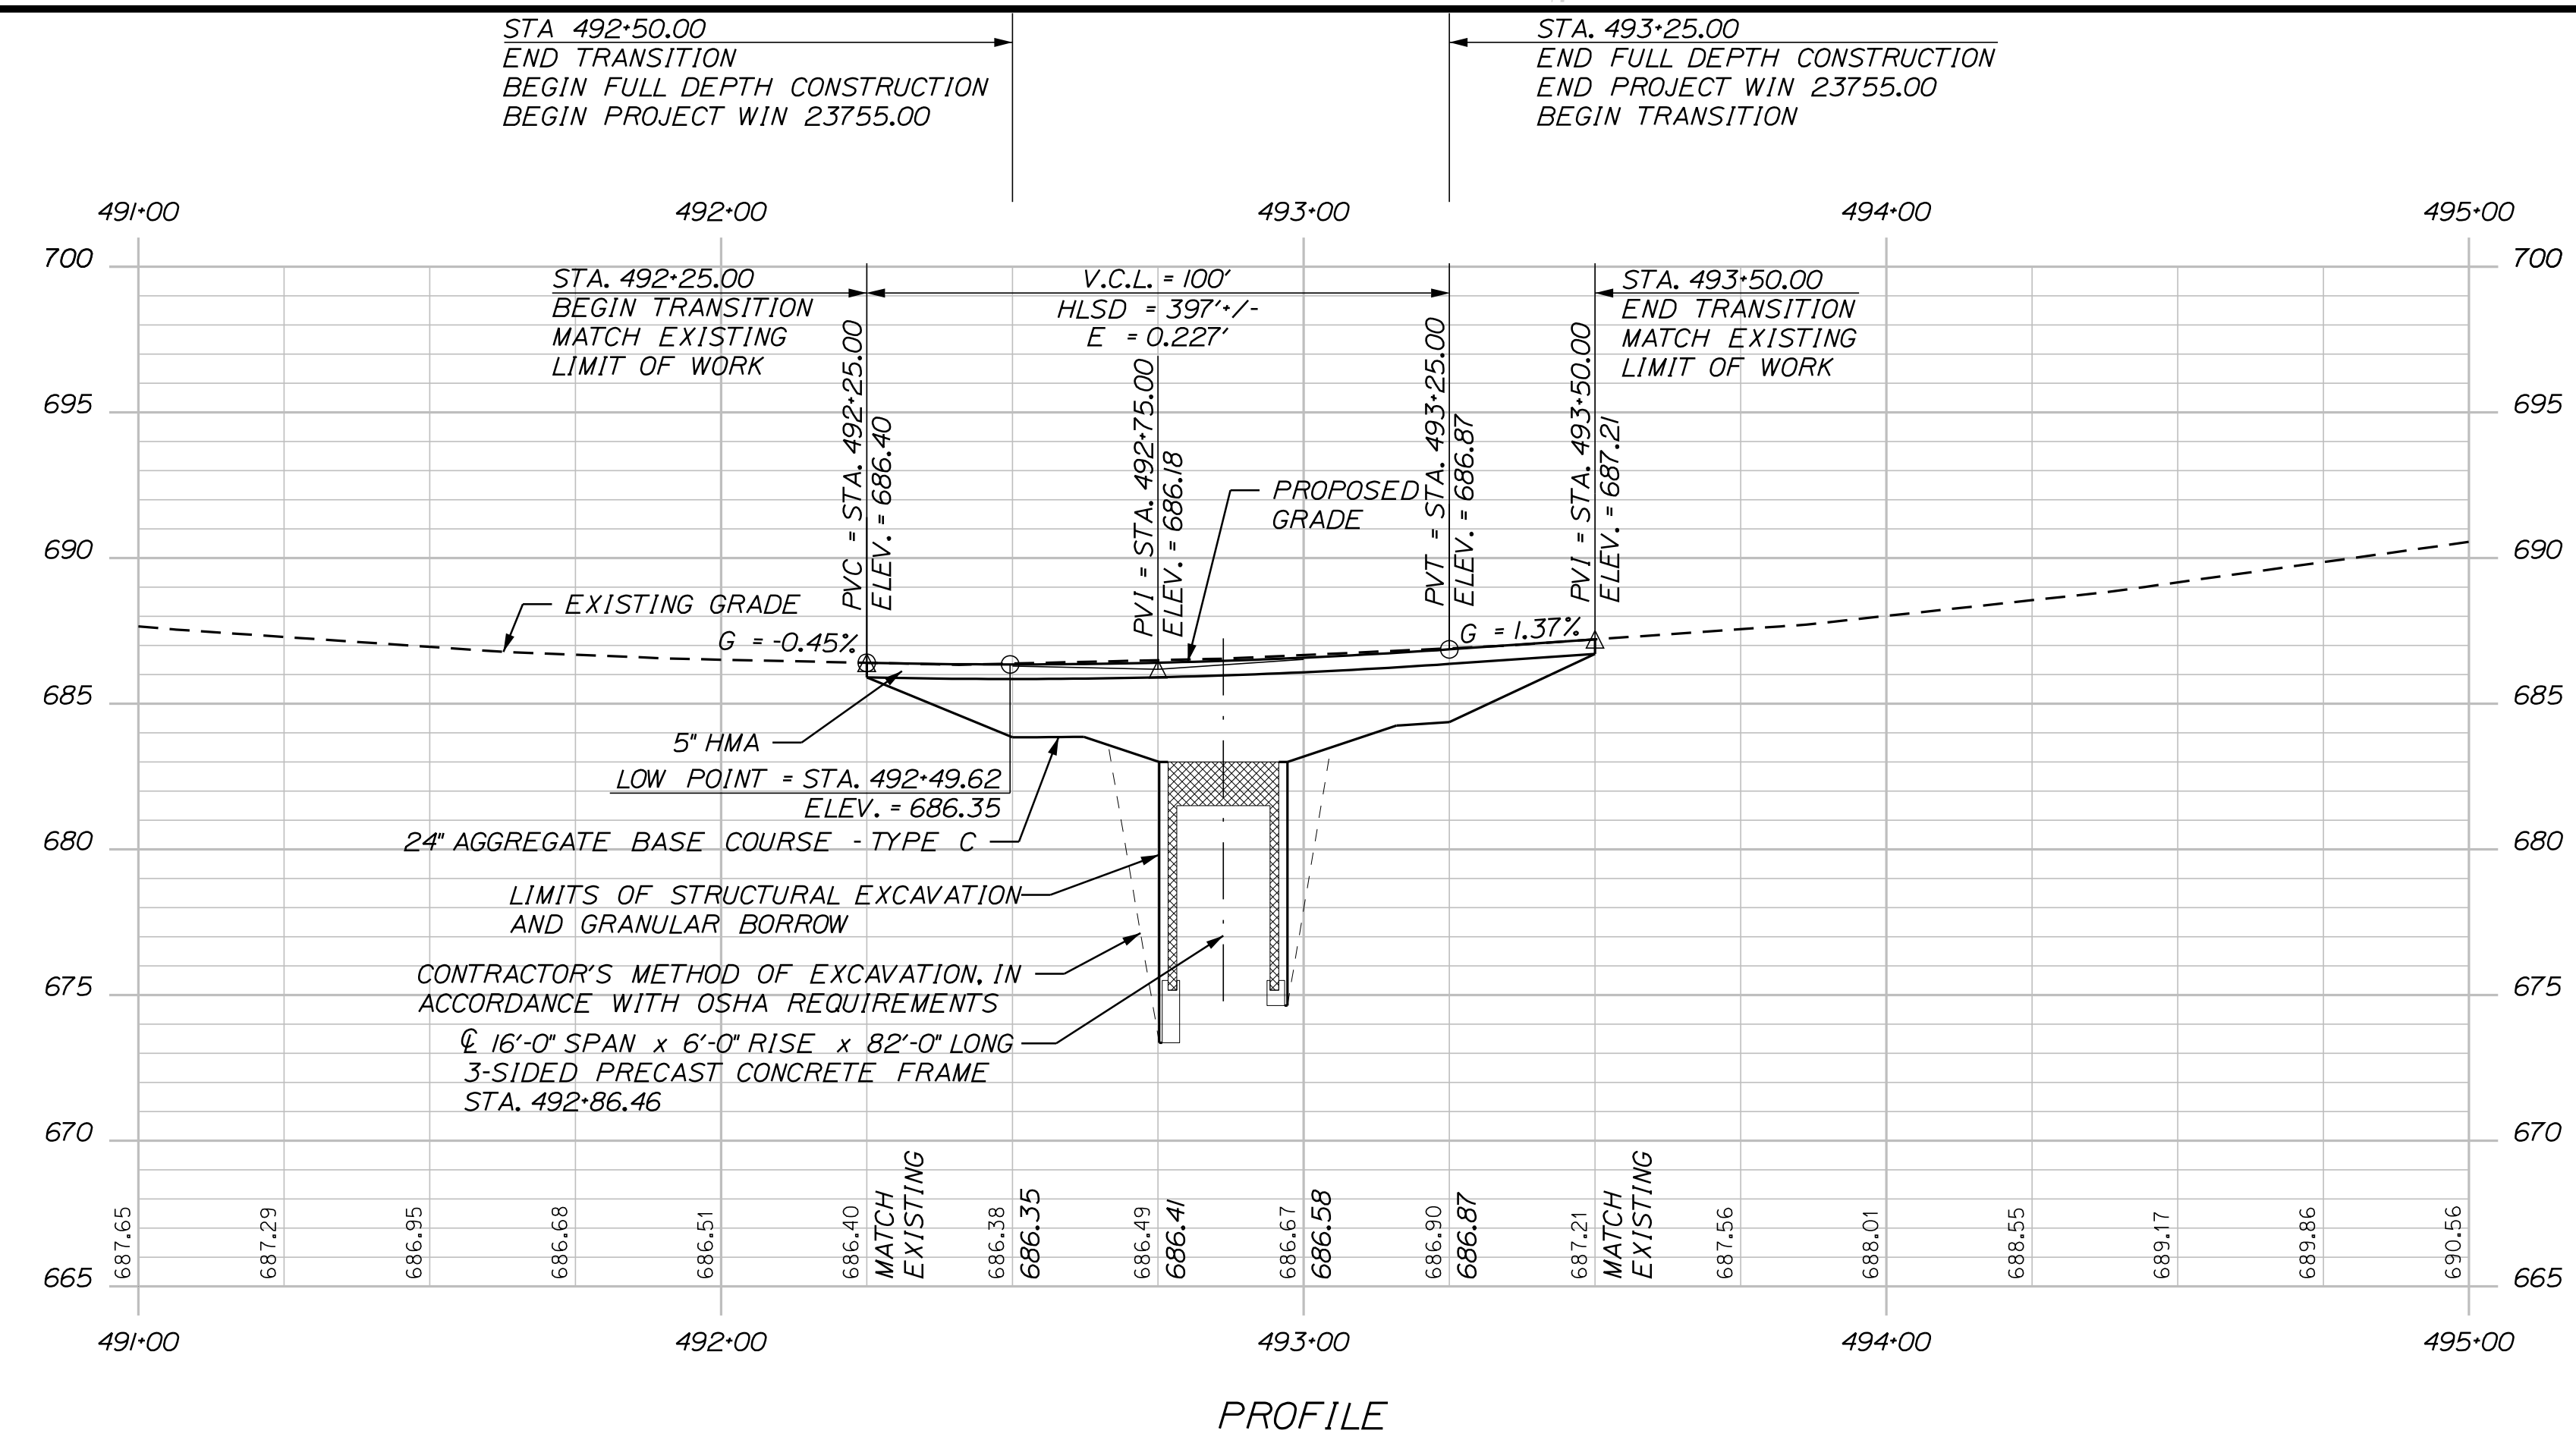 STA 492+50.00
END TRANSITION
BEGIN FULL DEPTH CONSTRUCTION
BEGIN PROJECT WIN 23755.00
STA. 493+25.00
END FULL DEPTH CONSTRUCTION
END PROJECT WIN 23755.00
BEGIN TRANSITION
491+00 492+00 493+00 494+00 495+00
700 700
STA. 492+25.00
BEGIN TRANSITION
MATCH EXISTING
LIMIT OF WORK
V.C.L. = 100'
HLSD = 397'+/-
E = 0.227'
STA. 493+50.00
END TRANSITION
MATCH EXISTING
LIMIT OF WORK
PVC = STA. 492+25.00
ELEV. = 686.40
PVI = STA. 492+75.00
ELEV. = 686.18
PVT = STA. 493+25.00
ELEV. = 686.87
PVI = STA. 493+50.00
ELEV. = 687.21
695 695
PROPOSED
GRADE
690 690
EXISTING GRADE
G = -0.45%
G = 1.37%
685 685
5" HMA
LOW POINT = STA. 492+49.62
ELEV. = 686.35
24" AGGREGATE BASE COURSE - TYPE C
680 680
LIMITS OF STRUCTURAL EXCAVATION
AND GRANULAR BORROW
CONTRACTOR'S METHOD OF EXCAVATION, IN
ACCORDANCE WITH OSHA REQUIREMENTS
675 675
℄ 16'-0" SPAN x 6'-0" RISE x 82'-0" LONG
3-SIDED PRECAST CONCRETE FRAME
STA. 492+86.46
670 670
687.65
687.29
686.95
686.68
686.51
686.40
MATCH
EXISTING
686.38
686.35
686.49
686.41
686.67
686.58
686.90
686.87
687.21
MATCH
EXISTING
687.56
688.01
688.55
689.17
689.86
690.56
665 665
491+00 492+00 493+00 494+00 495+00
PROFILE